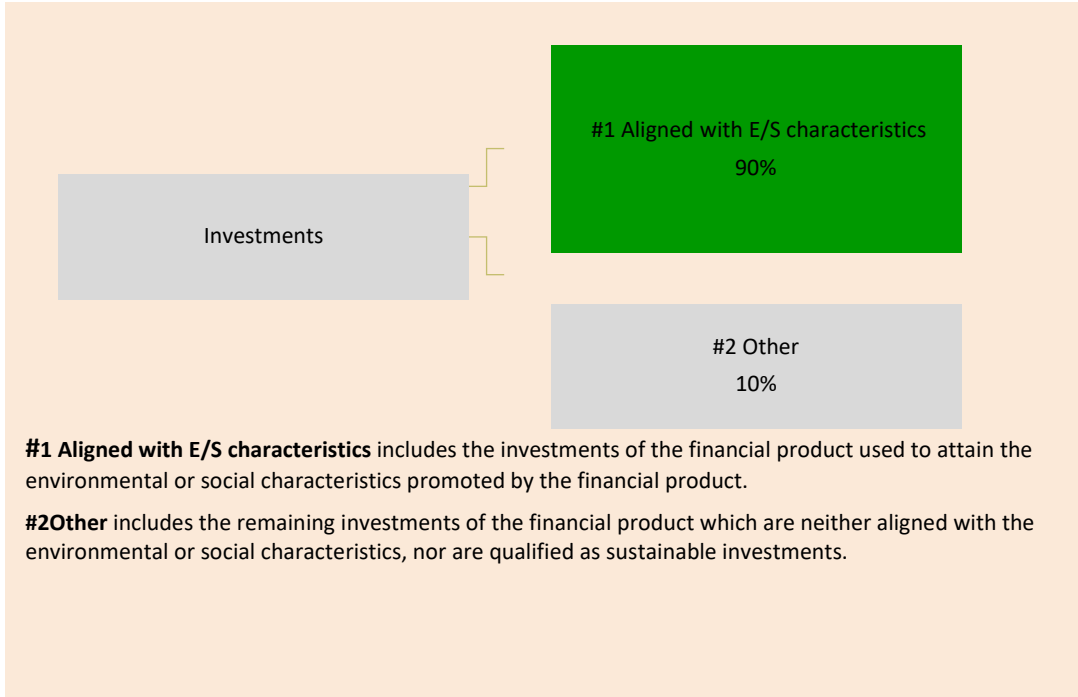 #1 Aligned with E/S characteristics
90%
Investments
#2 Other
10%
#1 Aligned with E/S characteristics includes the investments of the financial product used to attain the
environmental or social characteristics promoted by the financial product.
#2Other includes the remaining investments of the financial product which are neither aligned with the
environmental or social characteristics, nor are qualified as sustainable investments.